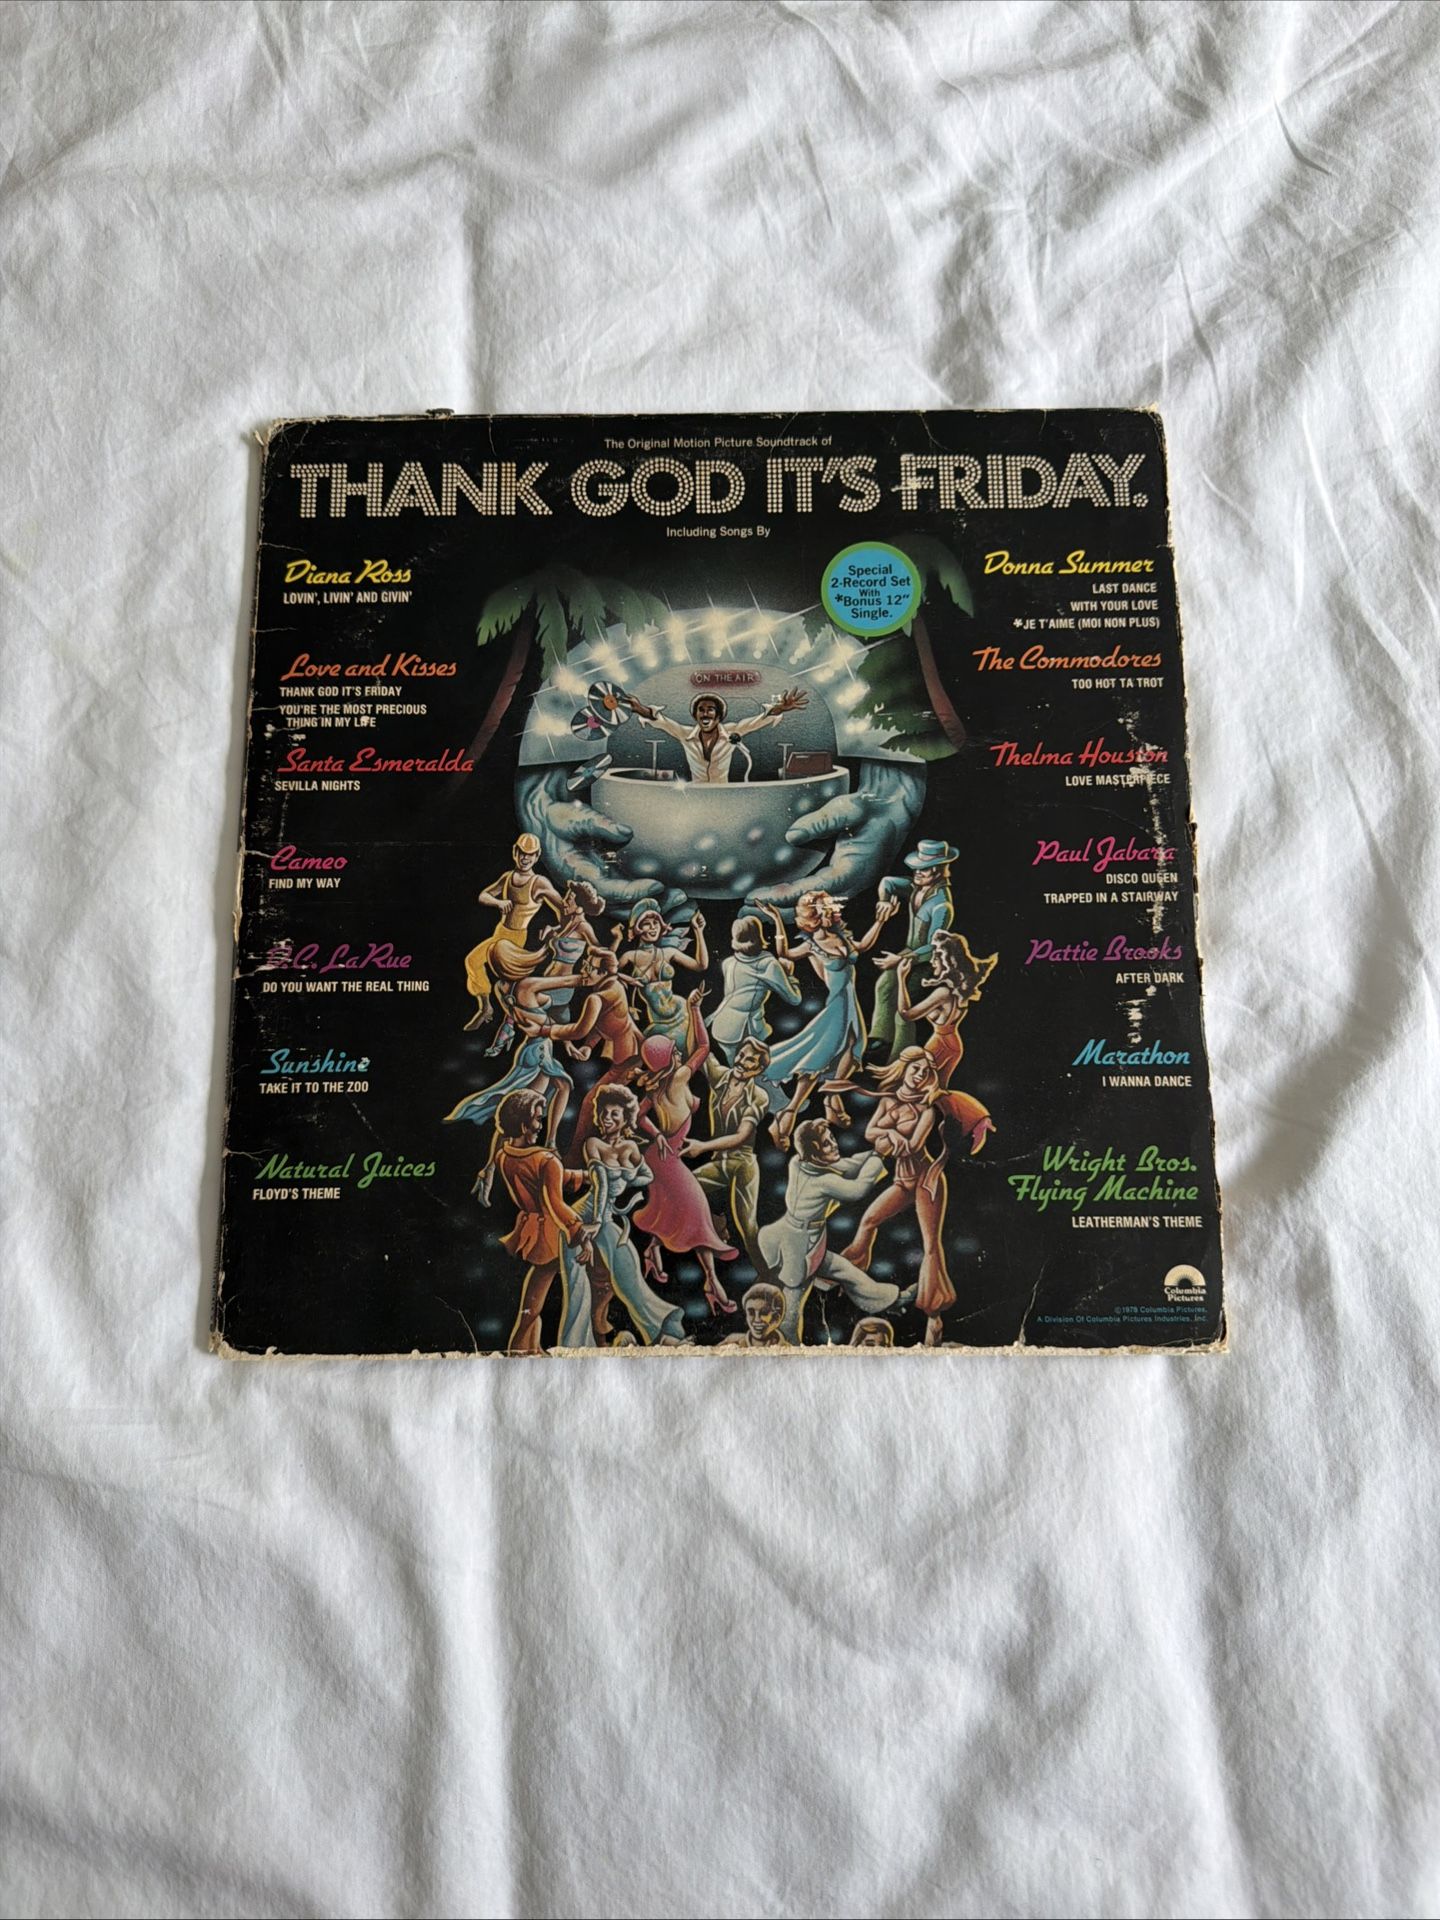 The Original Motion Picture Soundtrack of
THANK GOD IT'S FRIDAY.
Including Songs By
Diana Ross
LOVIN', LIVIN' AND GIVIN'
Love and Kisses
THANK GOD IT'S FRIDAY
YOU'RE THE MOST PRECIOUS
THING IN MY LIFE
Santa Esmeralda
SEVILLA NIGHTS
Cameo
FIND MY WAY
D.C. LaRue
DO YOU WANT THE REAL THING
Sunshine
TAKE IT TO THE ZOO
Natural Juices
FLOYD'S THEME
Special
2-Record Set
With
*Bonus 12"
Single.
ON THE AIR
Donna Summer
LAST DANCE
WITH YOUR LOVE
*JE T'AIME (MOI NON PLUS)
The Commodores
TOO HOT TA TROT
Thelma Houston
LOVE MASTERPIECE
Paul Jabara
DISCO QUEEN
TRAPPED IN A STAIRWAY
Pattie Brooks
AFTER DARK
Marathon
I WANNA DANCE
Wright Bros.
Flying Machine
LEATHERMAN'S THEME
Columbia
Pictures
©1978 Columbia Pictures.
A Division Of Columbia Pictures Industries, Inc.